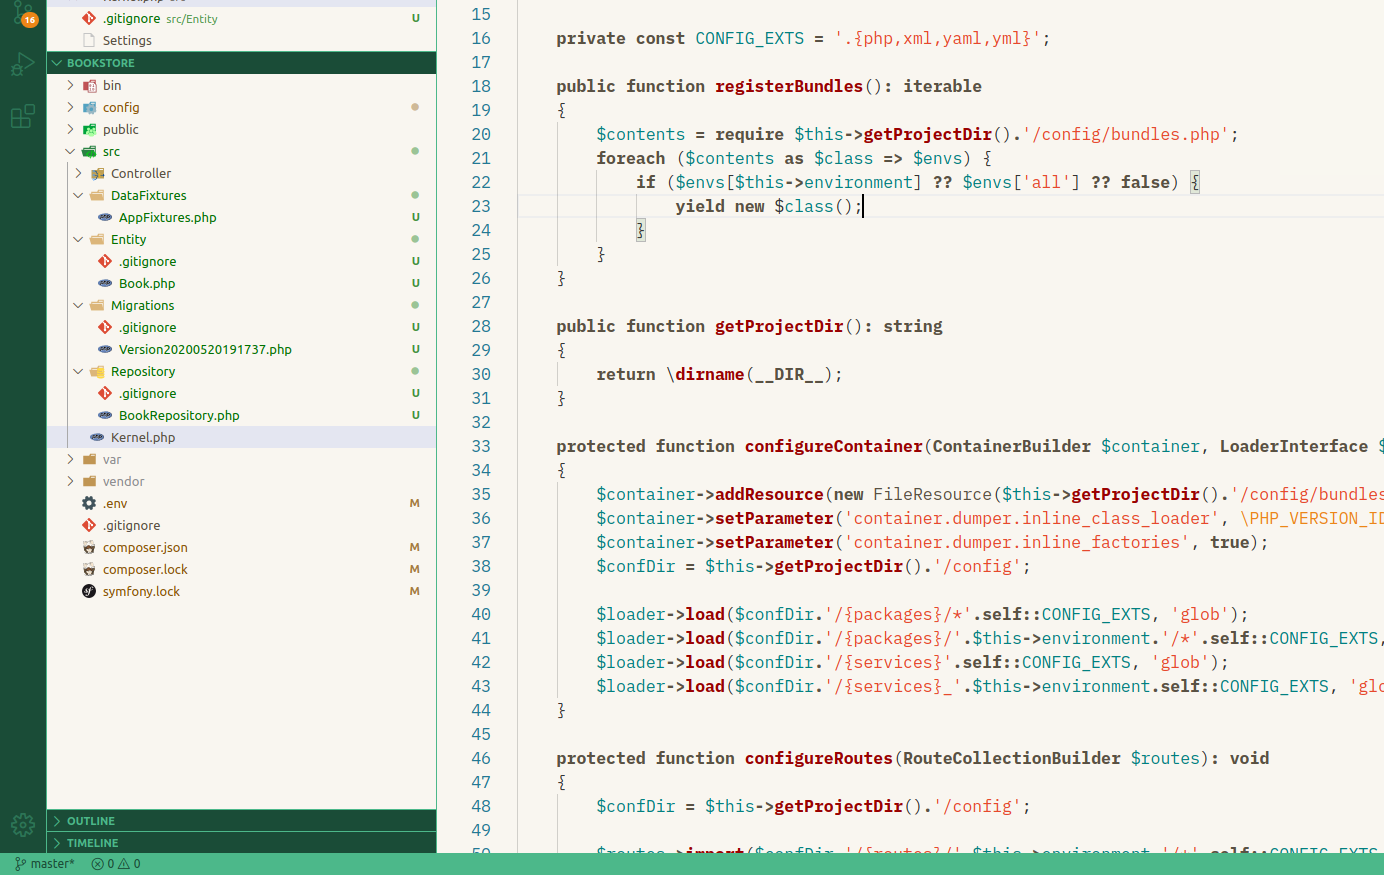 16
.gitignore src/Entity U
Settings
BOOKSTORE
bin
config
public
src
Controller
DataFixtures
AppFixtures.php U
Entity
.gitignore U
Book.php U
Migrations
.gitignore U
Version20200520191737.php U
Repository
.gitignore U
BookRepository.php U
Kernel.php
var
vendor
.env M
.gitignore
composer.json M
composer.lock M
symfony.lock M
OUTLINE
TIMELINE
master* 0 0
15
16 private const CONFIG_EXTS = '.{php,xml,yaml,yml}';
17
18 public function registerBundles(): iterable
19 {
20 $contents = require $this->getProjectDir().'/config/bundles.php';
21 foreach ($contents as $class => $envs) {
22 if ($envs[$this->environment] ?? $envs['all'] ?? false) {
23 yield new $class();
24 }
25 }
26 }
27
28 public function getProjectDir(): string
29 {
30 return \dirname(__DIR__);
31 }
32
33 protected function configureContainer(ContainerBuilder $container, LoaderInterface $
34 {
35 $container->addResource(new FileResource($this->getProjectDir().'/config/bundles
36 $container->setParameter('container.dumper.inline_class_loader', \PHP_VERSION_ID
37 $container->setParameter('container.dumper.inline_factories', true);
38 $confDir = $this->getProjectDir().'/config';
39
40 $loader->load($confDir.'/{packages}/*'.self::CONFIG_EXTS, 'glob');
41 $loader->load($confDir.'/{packages}/'.$this->environment.'/*'.self::CONFIG_EXTS,
42 $loader->load($confDir.'/{services}'.self::CONFIG_EXTS, 'glob');
43 $loader->load($confDir.'/{services}_'.$this->environment.self::CONFIG_EXTS, 'glo
44 }
45
46 protected function configureRoutes(RouteCollectionBuilder $routes): void
47 {
48 $confDir = $this->getProjectDir().'/config';
49
50 $routes->import($confDir.'/{routes}/'.$this->environment.'/*'.self::CONFIG_EXTS